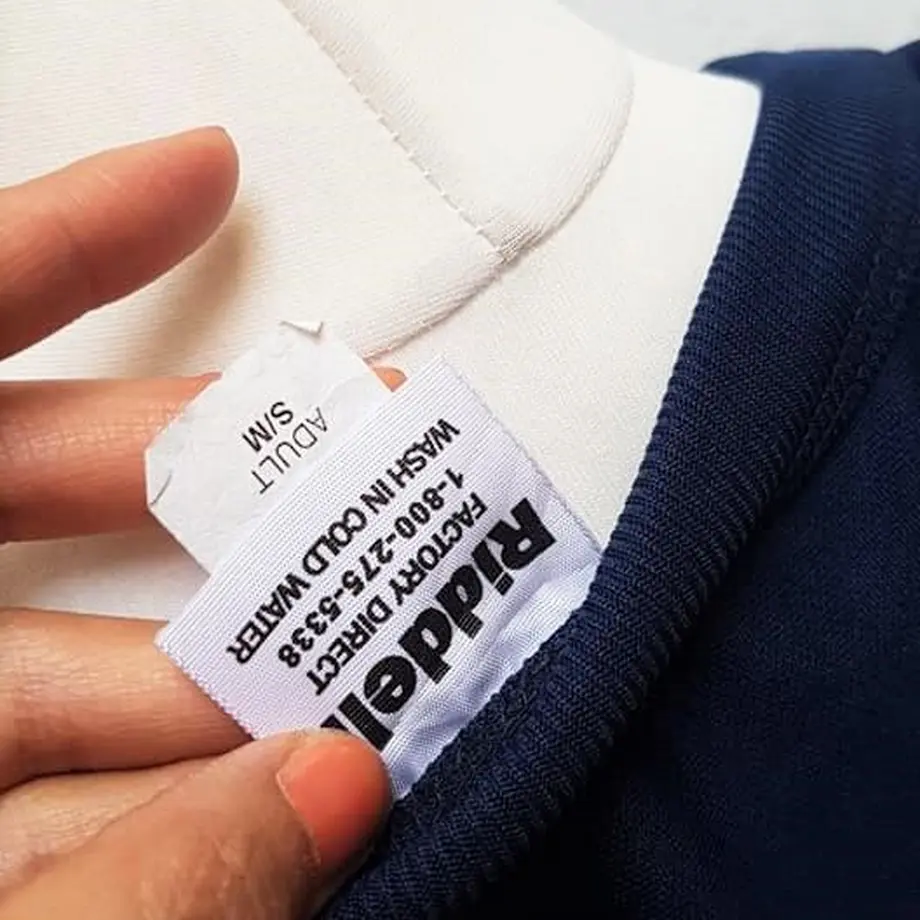 Riddell
FACTORY DIRECT
1-800-275-5338
WASH IN COLD WATER
ADULT
S/M